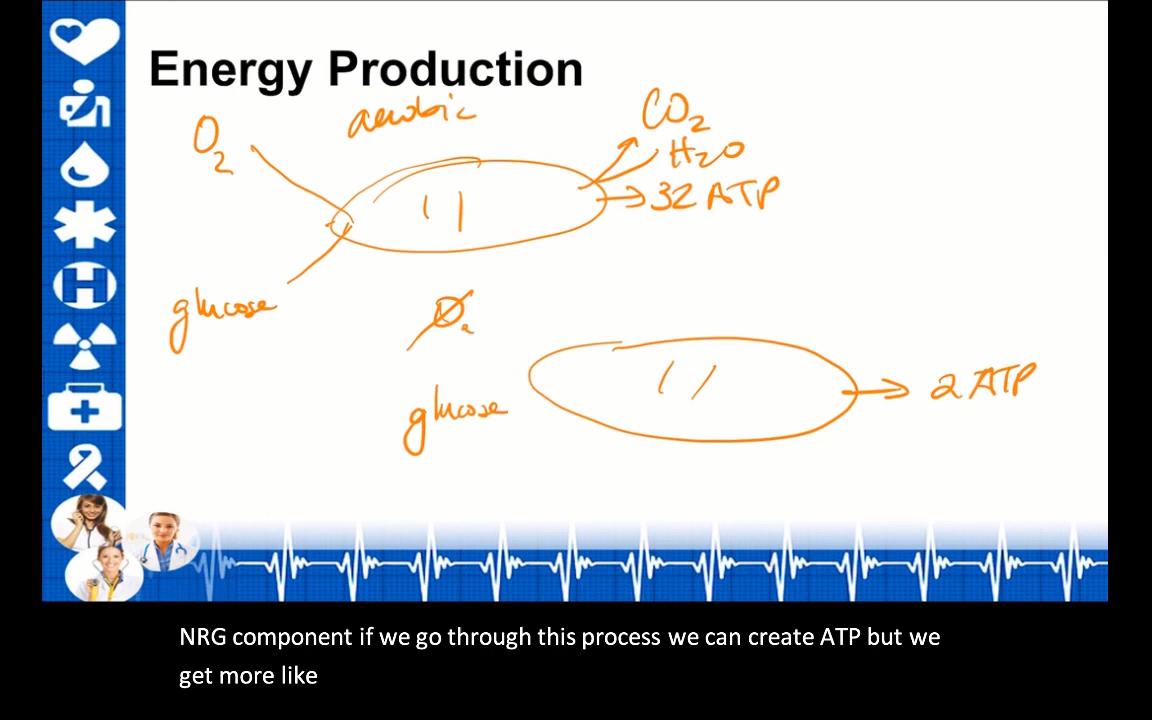 Energy Production
aerobic
O2
CO2
H2O
32 ATP
glucose
O2
glucose
2 ATP
H
NRG component if we go through this process we can create ATP but we
get more like